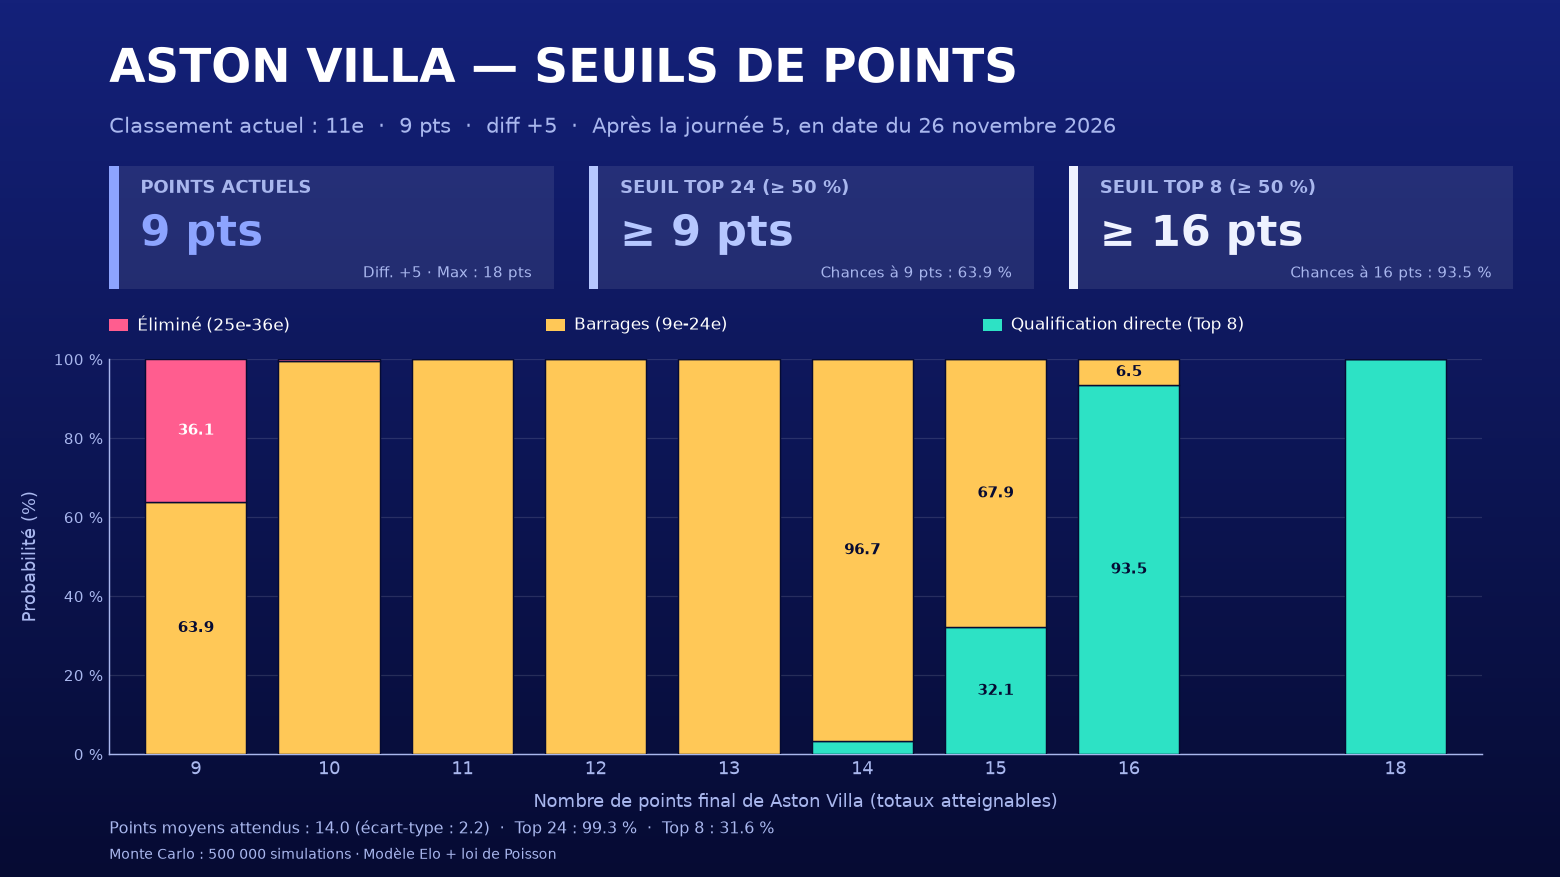 ASTON VILLA — SEUILS DE POINTS
Classement actuel : 11e · 9 pts · diff +5 · Après la journée 5, en date du 26 novembre 2026
POINTS ACTUELS
9 pts
Diff. +5 · Max : 18 pts
SEUIL TOP 24 (≥ 50 %)
≥ 9 pts
Chances à 9 pts : 63.9 %
SEUIL TOP 8 (≥ 50 %)
≥ 16 pts
Chances à 16 pts : 93.5 %
Éliminé (25e-36e)
Barrages (9e-24e)
Qualification directe (Top 8)
Probabilité (%)
100 %
80 %
60 %
40 %
20 %
0 %
36.1
63.9
96.7
67.9
32.1
6.5
93.5
9 10 11 12 13 14 15 16 18
Nombre de points final de Aston Villa (totaux atteignables)
Points moyens attendus : 14.0 (écart-type : 2.2) · Top 24 : 99.3 % · Top 8 : 31.6 %
Monte Carlo : 500 000 simulations · Modèle Elo + loi de Poisson